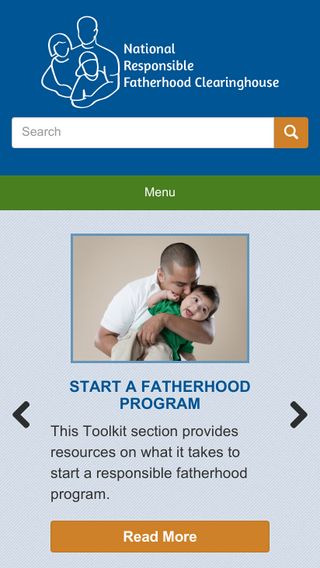 National
Responsible
Fatherhood Clearinghouse
Search
Menu
START A FATHERHOOD
PROGRAM
This Toolkit section provides
resources on what it takes to
start a responsible fatherhood
program.
Read More